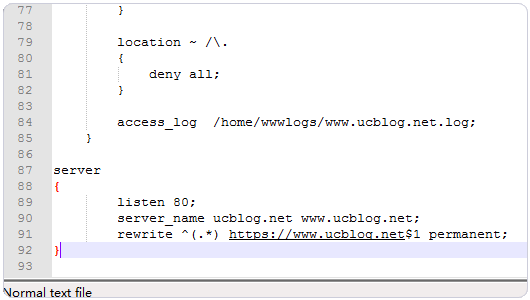 77 }
78
79 location ~ /\.
80 {
81 deny all;
82 }
83
84 access_log /home/wwwlogs/www.ucblog.net.log;
85 }
86
87 server
88 {
89 listen 80;
90 server_name ucblog.net www.ucblog.net;
91 rewrite ^(.*) https://www.ucblog.net$1 permanent;
92 }
93
Normal text file